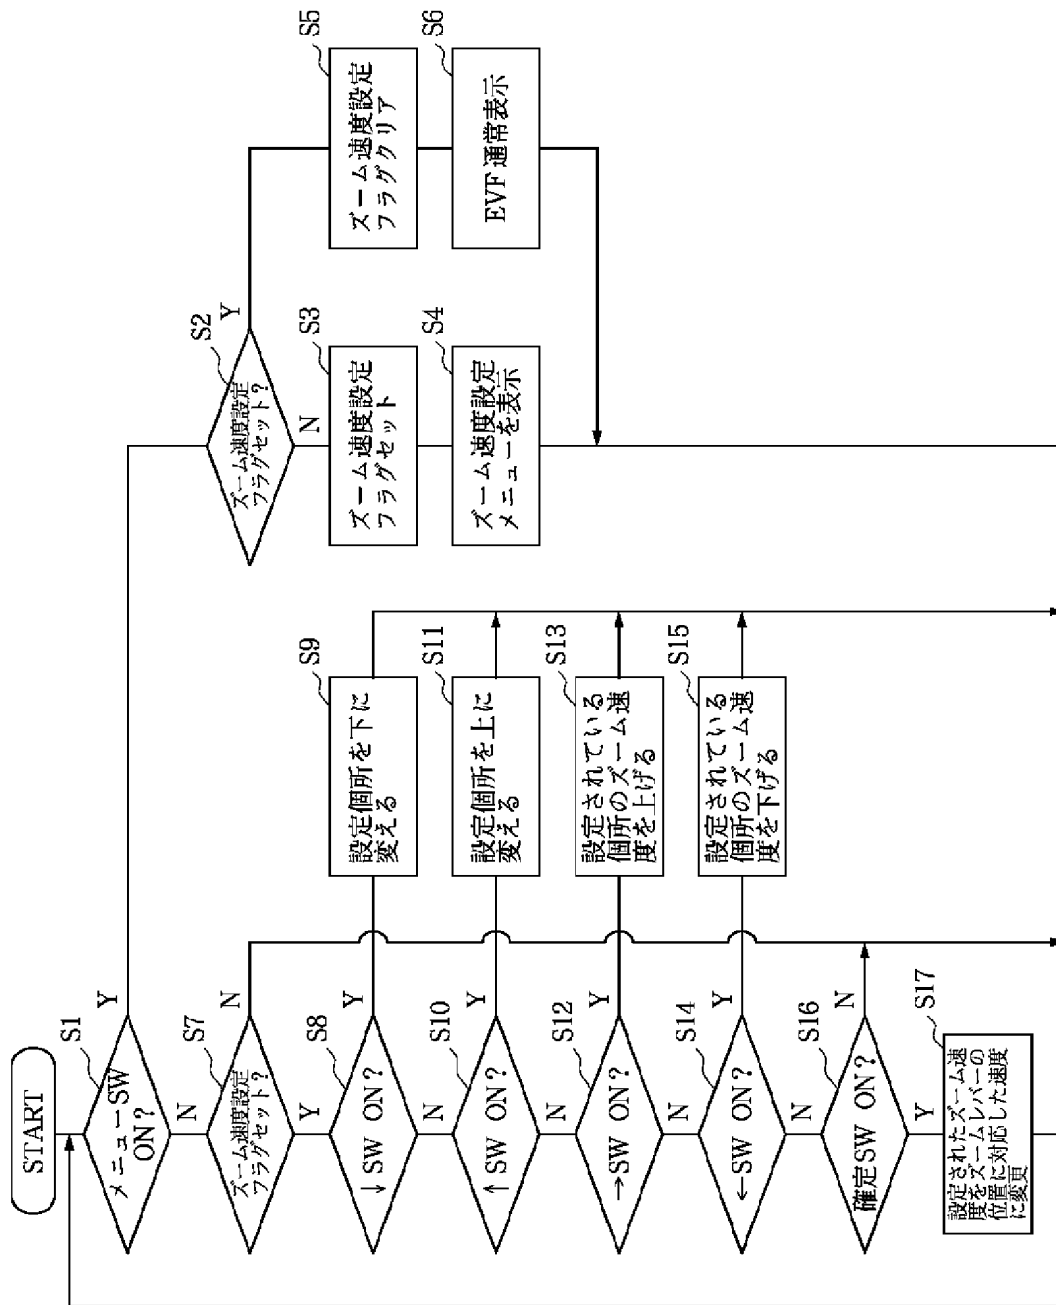 START
S1
メニューSW
ON？
Y
N
S2
ズーム速度設定
フラグセット？
Y
N
S3
ズーム速度設定
フラグセット
S4
ズーム速度設定
メニューを表示
S5
ズーム速度設定
フラグクリア
S6
EVF通常表示
S7
ズーム速度設定
フラグセット？
N
Y
S8
↓SW ON？
Y
N
S9
設定個所を下に
変える
S10
↑SW ON？
Y
N
S11
設定個所を上に
変える
S12
→SW ON？
Y
N
S13
設定されている
個所のズーム速
度を上げる
S14
←SW ON？
Y
N
S15
設定されている
個所のズーム速
度を下げる
S16
確定SW ON？
N
Y
S17
設定されたズーム速
度をズームレバーの
位置に対応した速度
に変更